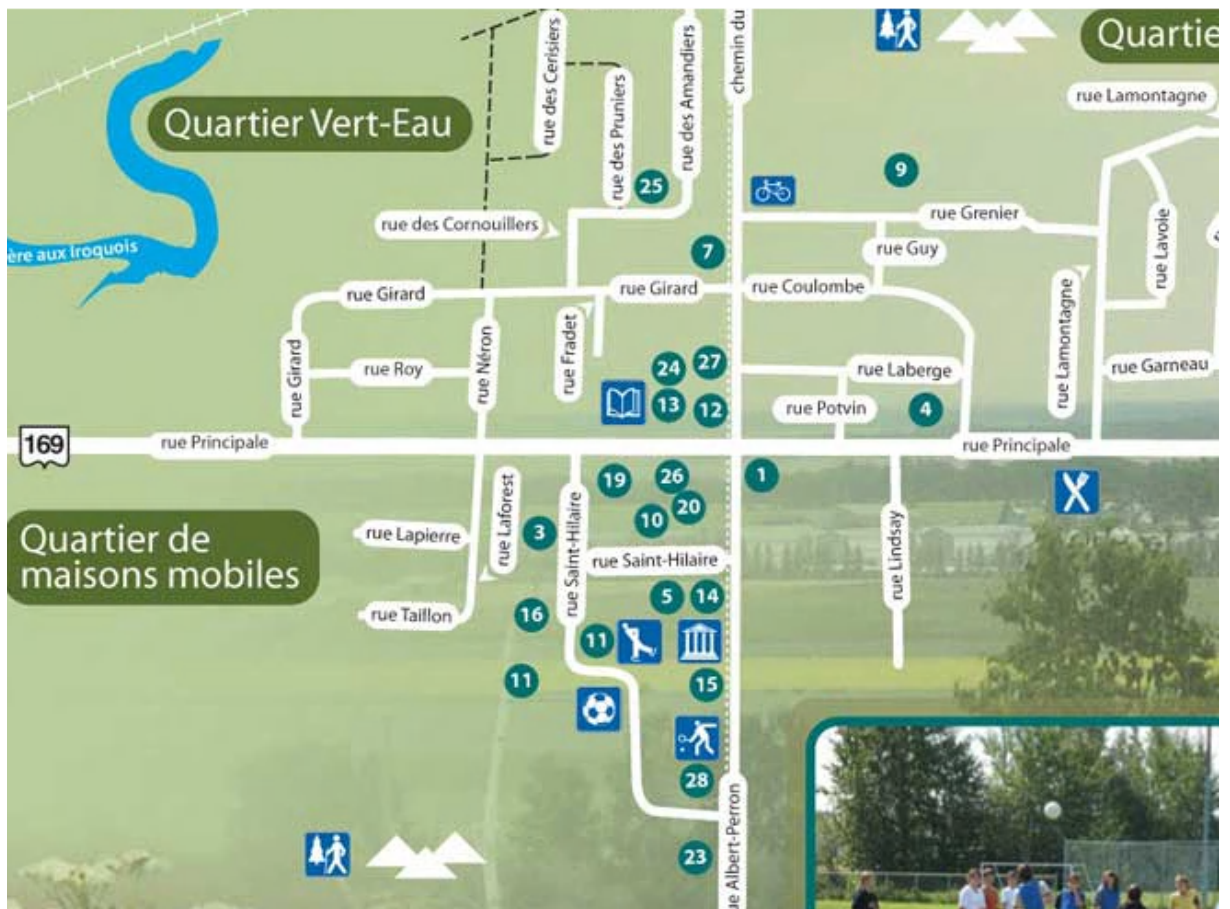 chemin du
Quartie
rue Lamontagne
Quartier Vert-Eau
rue des Cerisiers
rue des Pruniers
rue des Amandiers
25
9
rue des Cornouillers
rue Grenier
rue Guy
rue Lavoie
ère aux Iroquois
7
rue Girard
rue Girard
rue Coulombe
rue Girard
rue Roy
rue Néron
rue Fradet
24
27
13
12
rue Laberge
rue Potvin
4
rue Lamontagne
rue Garneau
169
rue Principale
rue Principale
19
26
1
20
10
Quartier de
maisons mobiles
rue Lapierre
rue Laforest
3
rue Saint-Hilaire
rue Saint-Hilaire
rue Lindsay
rue Taillon
16
5
14
11
11
15
28
23
ue Albert-Perron